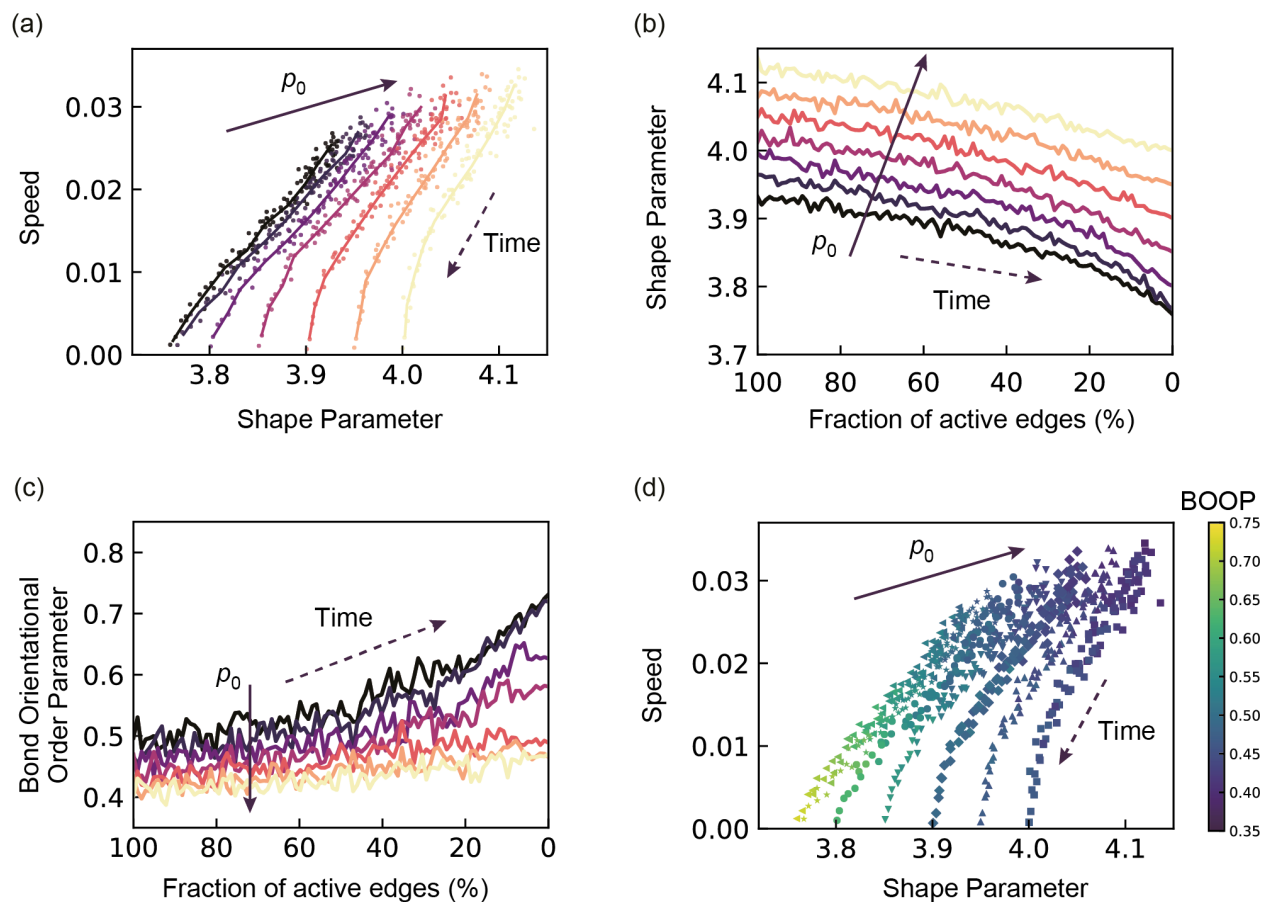 (a)
p0
Time
0.03
0.02
0.01
0.00
3.8 3.9 4.0 4.1
Speed
Shape Parameter
(b)
p0
Time
4.1
4.0
3.9
3.8
3.7
100 80 60 40 20 0
Shape Parameter
Fraction of active edges (%)
(c)
p0
Time
0.8
0.7
0.6
0.5
0.4
100 80 60 40 20 0
Bond Orientational
Order Parameter
Fraction of active edges (%)
(d)
p0
Time
0.03
0.02
0.01
0.00
3.8 3.9 4.0 4.1
Speed
Shape Parameter
BOOP
0.75
0.70
0.65
0.60
0.55
0.50
0.45
0.40
0.35